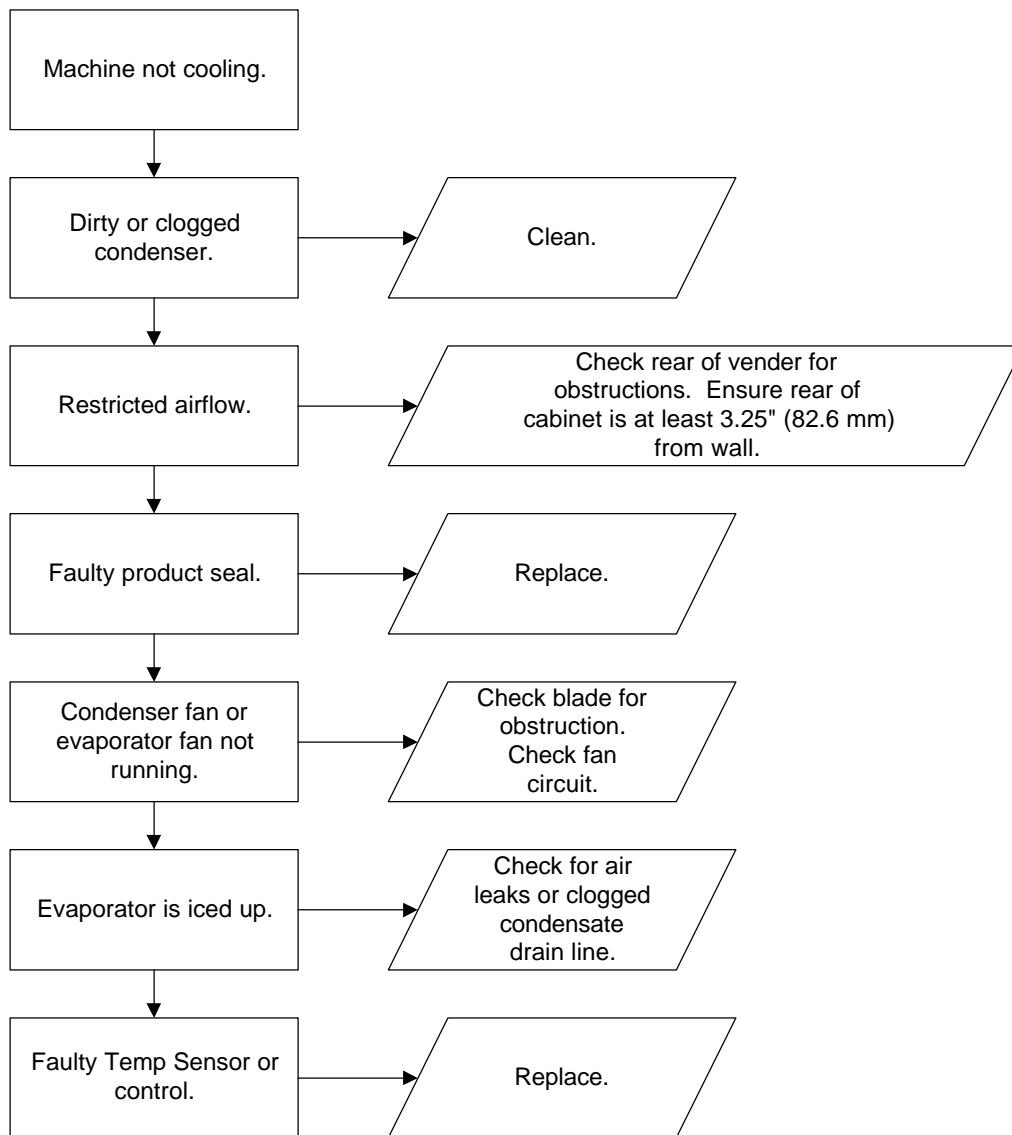 Machine not cooling.
Dirty or clogged
condenser.
Clean.
Restricted airflow.
Check rear of vender for
obstructions.  Ensure rear of
cabinet is at least 3.25" (82.6 mm)
from wall.
Faulty product seal.
Replace.
Condenser fan or
evaporator fan not
running.
Check blade for
obstruction.
Check fan
circuit.
Evaporator is iced up.
Check for air
leaks or clogged
condensate
drain line.
Faulty Temp Sensor or
control.
Replace.